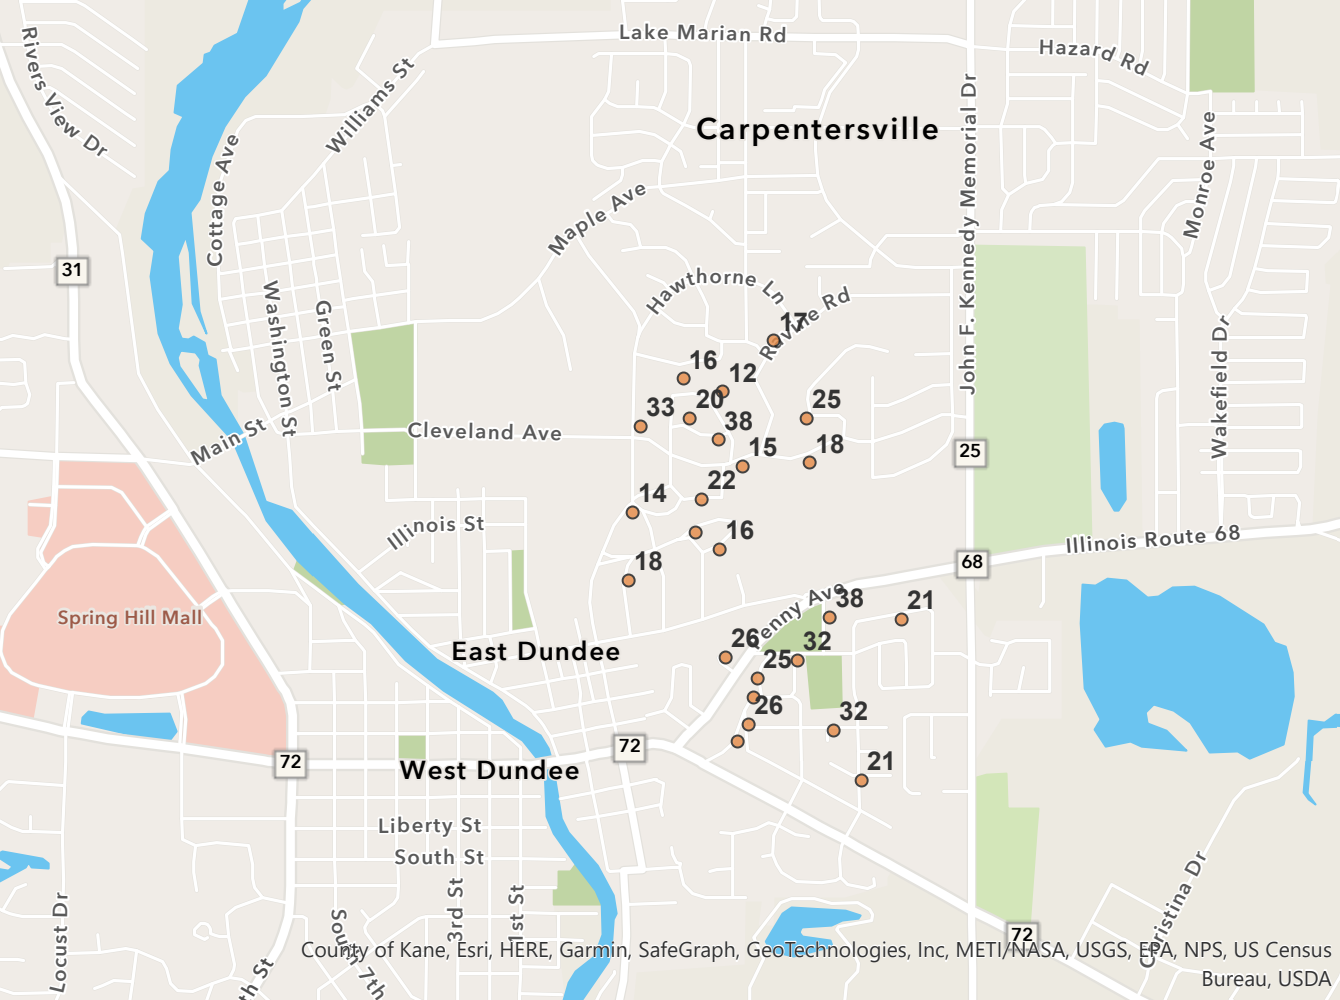 Lake Marian Rd
Hazard Rd
Rivers View Dr
Williams St
Carpentersville
John F. Kennedy Memorial Dr
Monroe Ave
Cottage Ave
Maple Ave
31
Hawthorne Ln
Ravine Rd
Washington St
Green St
17
Wakefield Dr
16
12
33
20
25
38
Main St
Cleveland Ave
15
18
25
22
14
Illinois St
16
Illinois Route 68
18
68
Penny Ave
38
21
Spring Hill Mall
East Dundee
26
32
25
26
32
72
72
West Dundee
21
Liberty St
South St
Locust Dr
3rd St
1st St
South 7th
th St
Christina Dr
72
County of Kane, Esri, HERE, Garmin, SafeGraph, GeoTechnologies, Inc, METI/NASA, USGS, EPA, NPS, US Census
Bureau, USDA